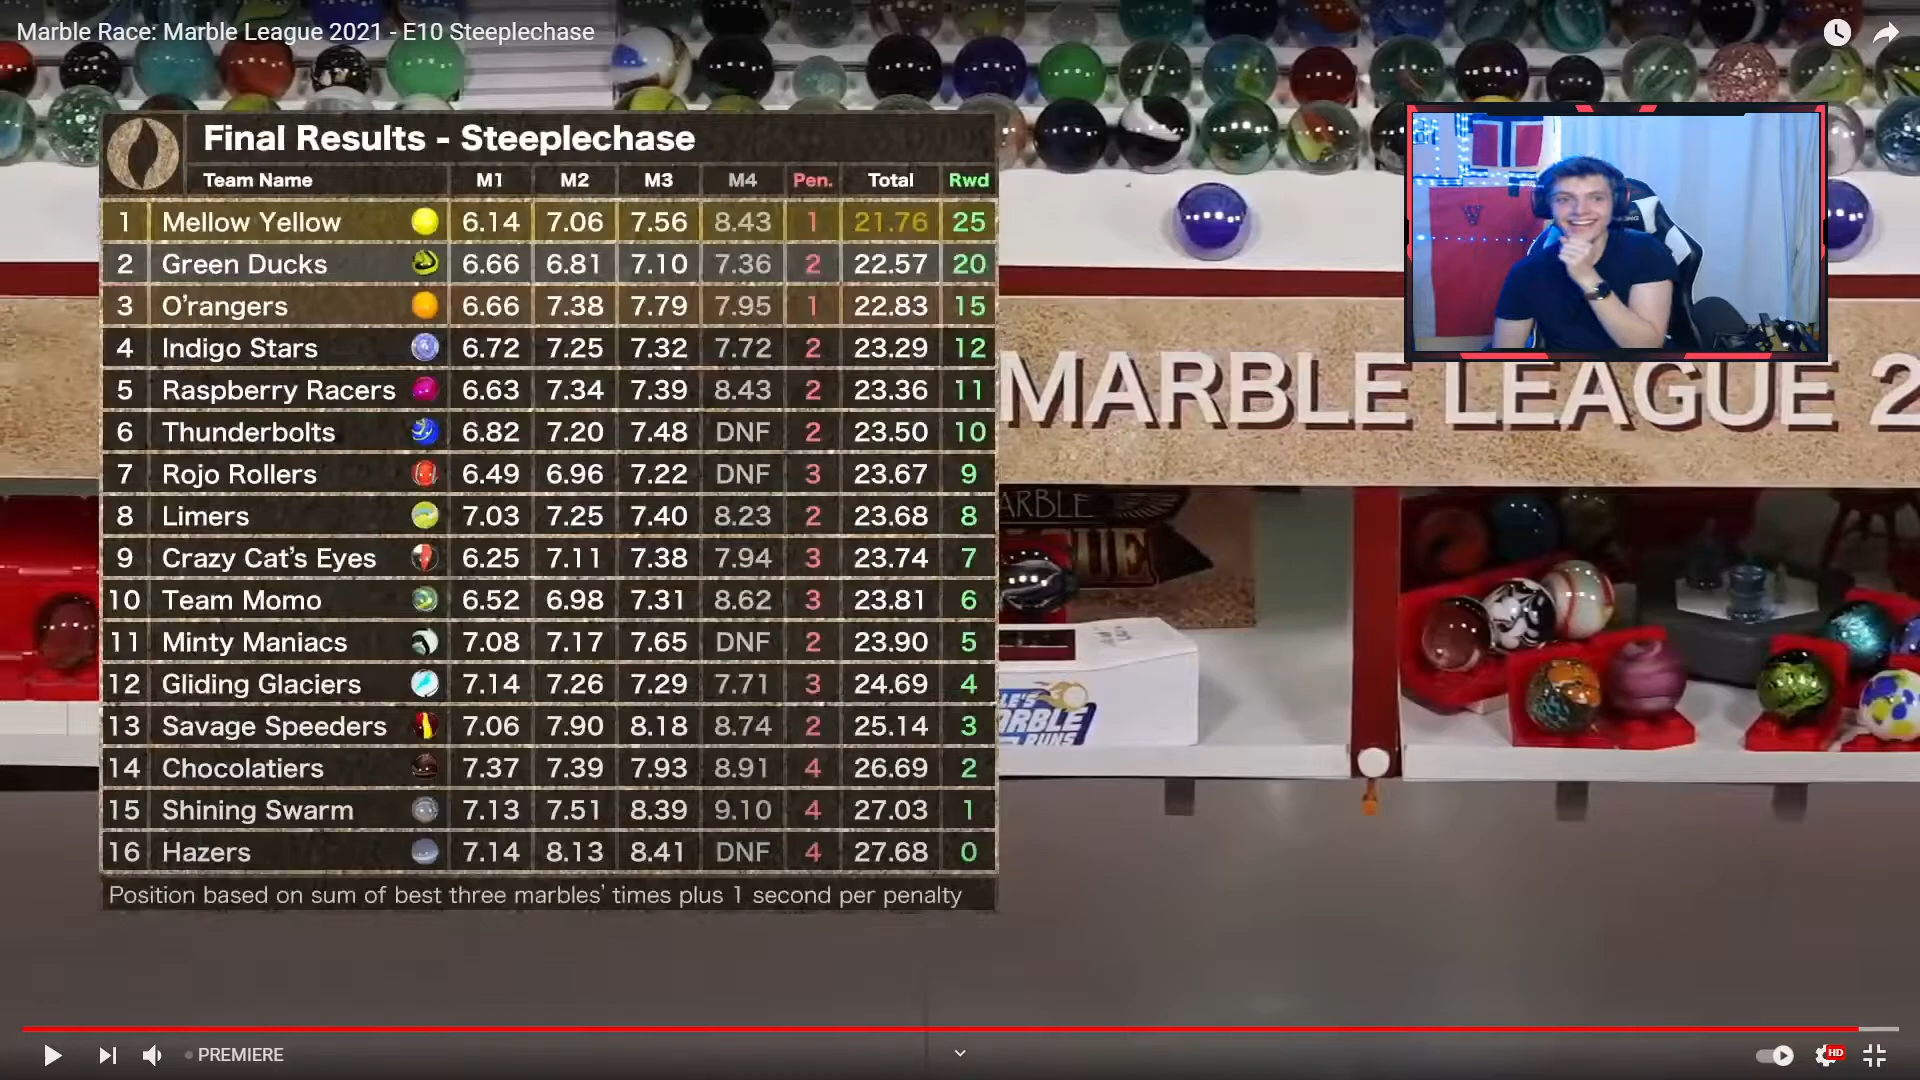 Marble Race: Marble League 2021 - E10 Steeplechase
Final Results - Steeplechase
Team Name M1 M2 M3 M4 Pen. Total Rwd
1 Mellow Yellow 6.14 7.06 7.56 8.43 1 21.76 25
2 Green Ducks 6.66 6.81 7.10 7.36 2 22.57 20
3 O’rangers 6.66 7.38 7.79 7.95 1 22.83 15
4 Indigo Stars 6.72 7.25 7.32 7.72 2 23.29 12
5 Raspberry Racers 6.63 7.34 7.39 8.43 2 23.36 11
6 Thunderbolts 6.82 7.20 7.48 DNF 2 23.50 10
7 Rojo Rollers 6.49 6.96 7.22 DNF 3 23.67 9
8 Limers 7.03 7.25 7.40 8.23 2 23.68 8
9 Crazy Cat’s Eyes 6.25 7.11 7.38 7.94 3 23.74 7
10 Team Momo 6.52 6.98 7.31 8.62 3 23.81 6
11 Minty Maniacs 7.08 7.17 7.65 DNF 2 23.90 5
12 Gliding Glaciers 7.14 7.26 7.29 7.71 3 24.69 4
13 Savage Speeders 7.06 7.90 8.18 8.74 2 25.14 3
14 Chocolatiers 7.37 7.39 7.93 8.91 4 26.69 2
15 Shining Swarm 7.13 7.51 8.39 9.10 4 27.03 1
16 Hazers 7.14 8.13 8.41 DNF 4 27.68 0
Position based on sum of best three marbles’ times plus 1 second per penalty
V
MARBLE LEAGUE 2
ARBLE
UE
LE'S
ARBLE
RUNS
PREMIERE
HD